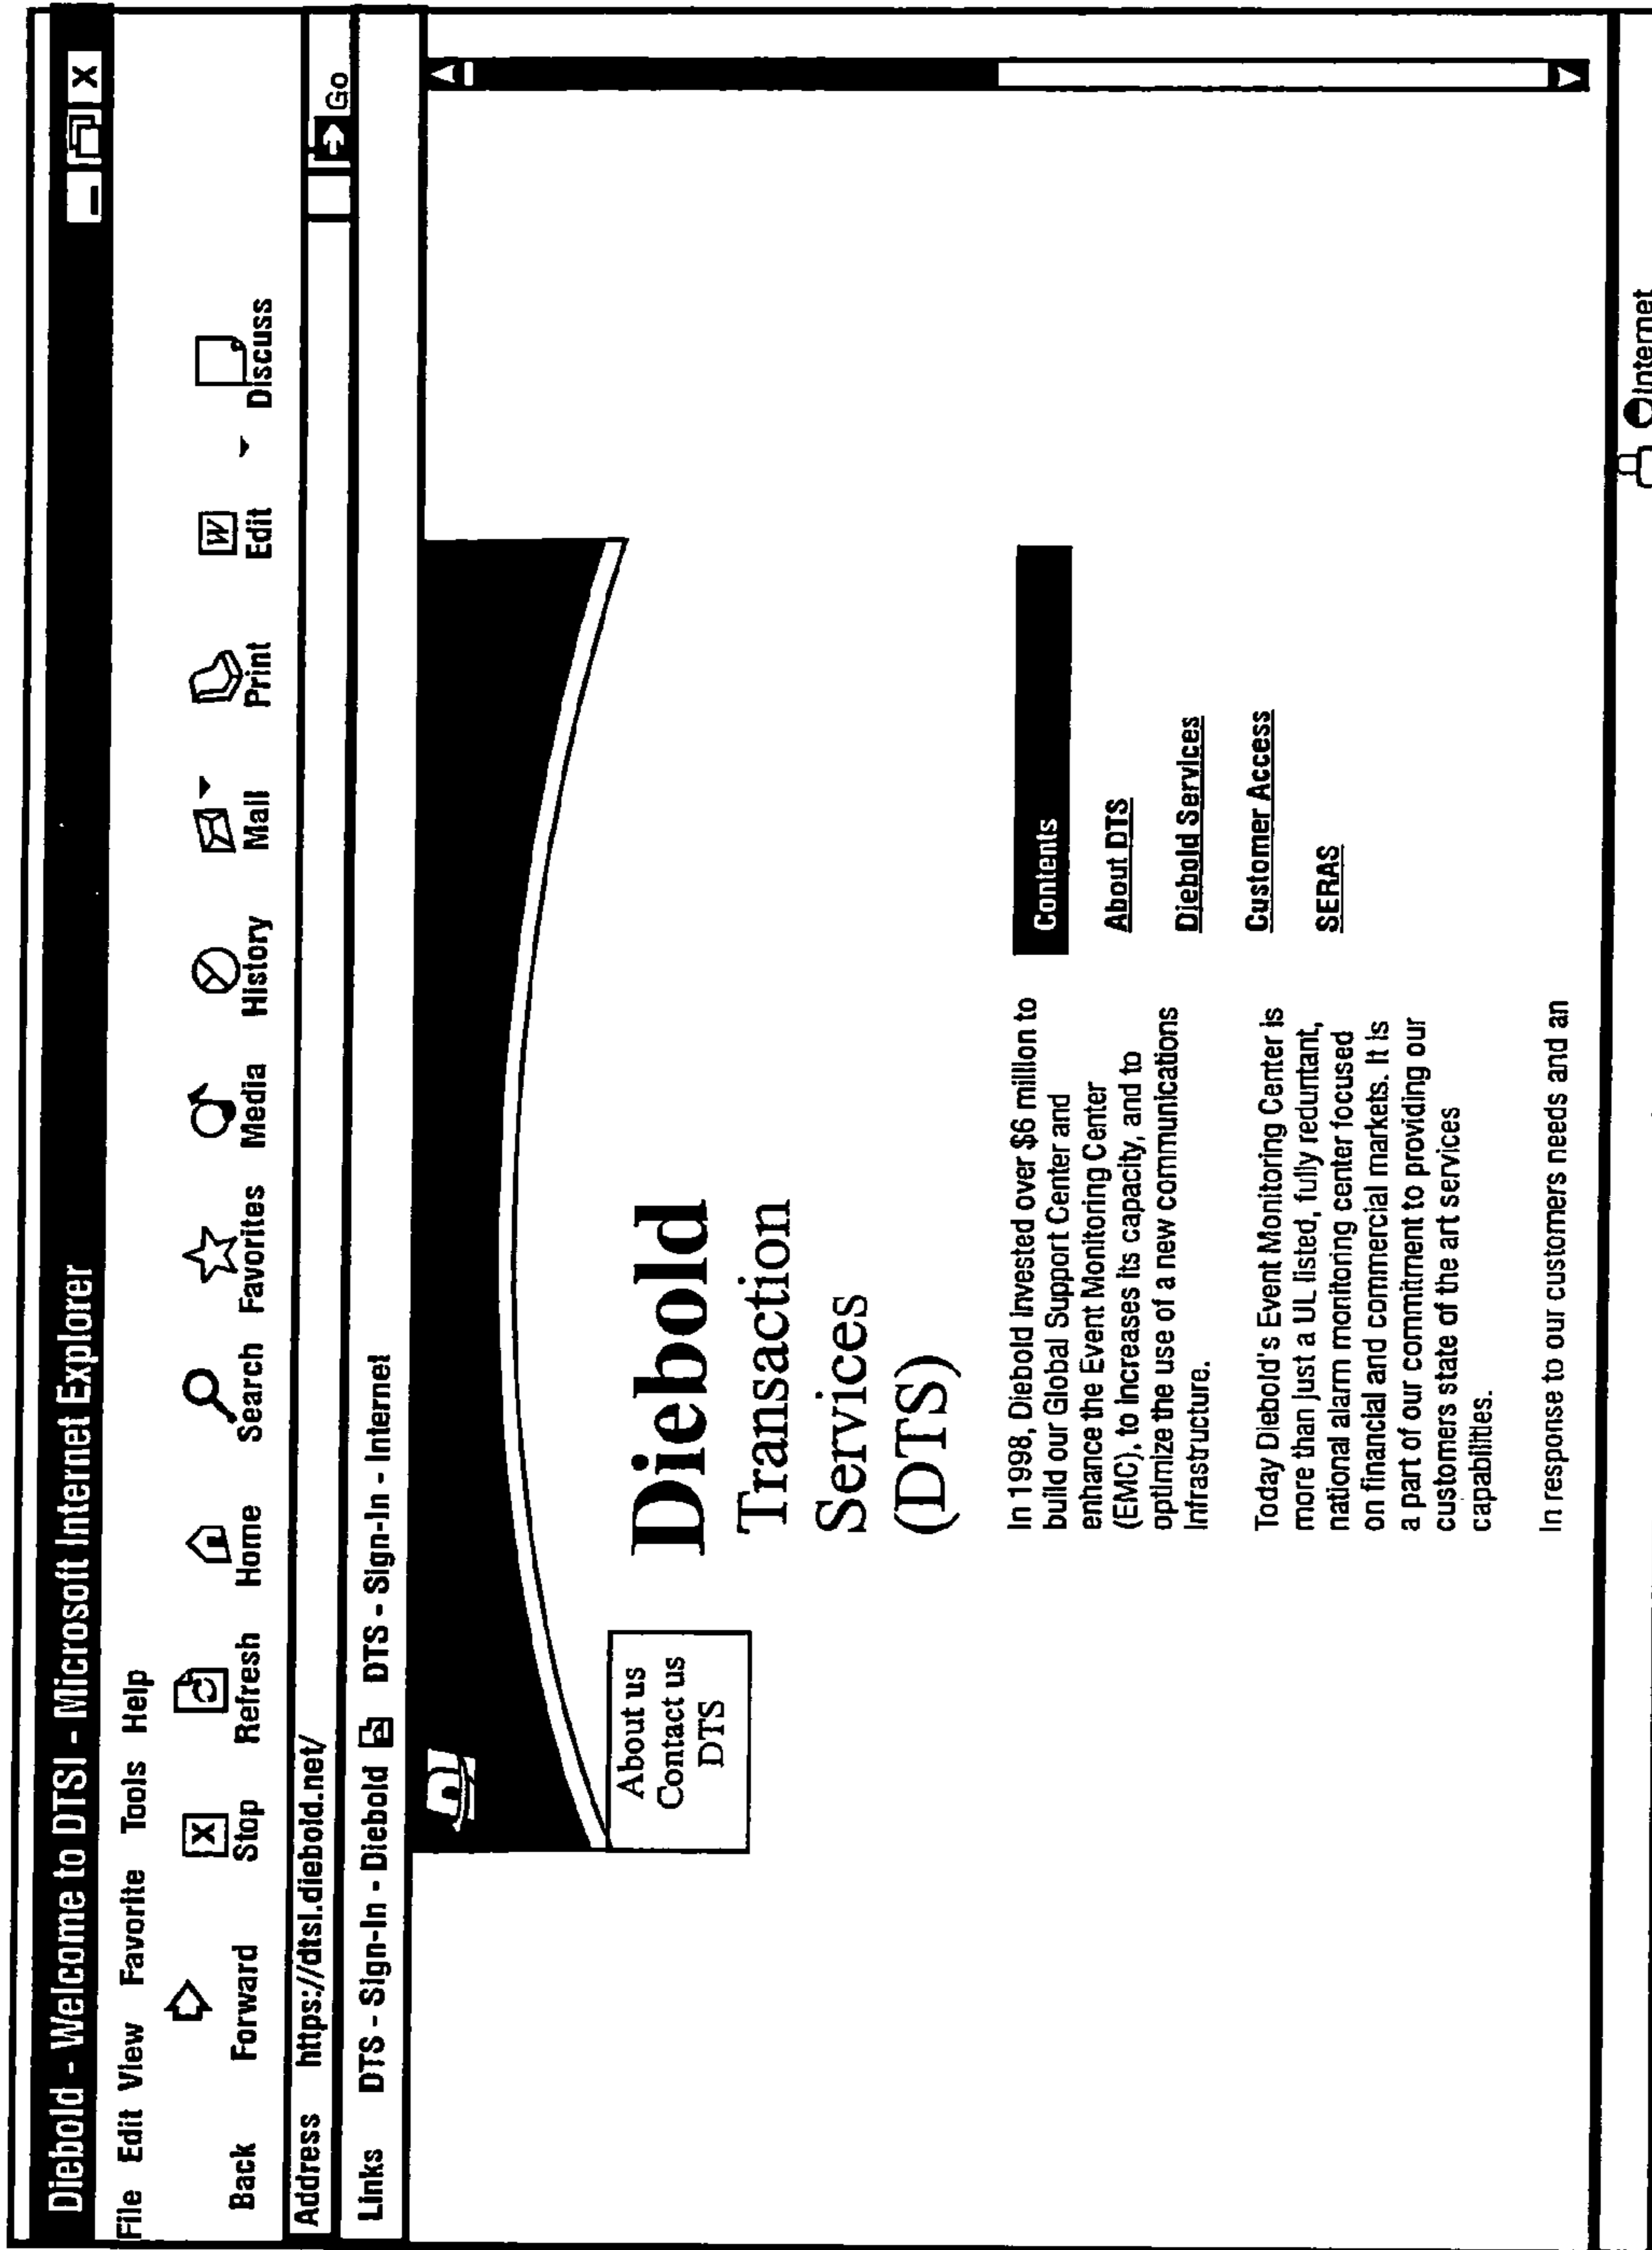 Diebold - Welcome to DTSI - Microsoft Internet Explorer
File Edit View Favorite Tools Help
Back Forward Stop Refresh Home Search Favorites Media History Mail Print Edit Discuss
Address https://dtsl.diebold.net/ Go
Links DTS - Sign-In - Diebold DTS - Sign-In - Internet
About us
Contact us
DTS
Diebold
Transaction
Services
(DTS)
In 1998, Diebold invested over $6 million to
build our Global Support Center and
enhance the Event Monitoring Center
(EMC), to increases its capacity, and to
optimize the use of a new communications
Infrastructure.
Today Diebold's Event Monitoring Center is
more than just a UL listed, fully reduntant,
national alarm monitoring center focused
on financial and commercial markets. It is
a part of our commitment to providing our
customers state of the art services
capabilities.
In response to our customers needs and an
Contents
About DTS
Diebold Services
Customer Access
SERAS
Internet